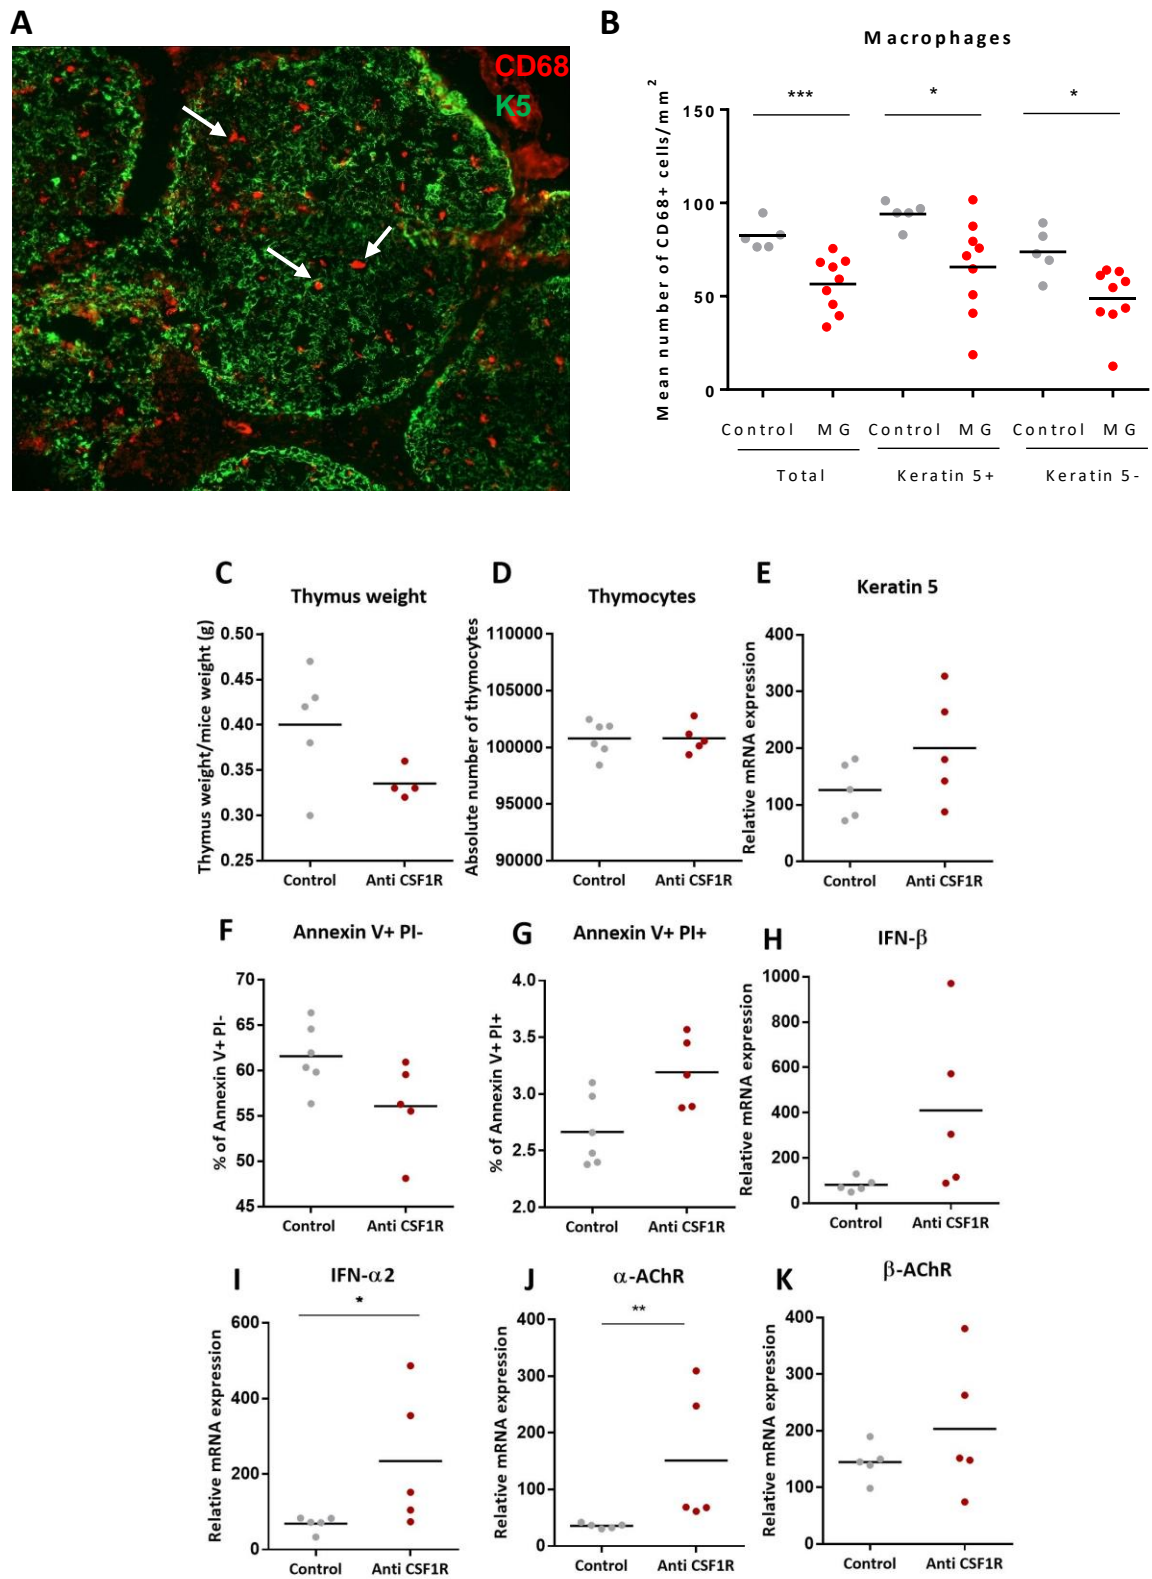 A
CD68
K5
B
Macrophages
Mean number of CD68+ cells/mm2
150
100
50
0
***
*
*
Control MG Control MG Control MG
Total Keratin 5+ Keratin 5-
C
Thymus weight
Thymus weight/mice weight (g)
0.50
0.45
0.40
0.35
0.30
0.25
Control Anti CSF1R
D
Thymocytes
Absolute number of thymocytes
110000
105000
100000
95000
90000
Control Anti CSF1R
E
Keratin 5
Relative mRNA expression
400
300
200
100
0
Control Anti CSF1R
F
Annexin V+ PI-
% of Annexin V+ PI-
70
65
60
55
50
45
Control Anti CSF1R
G
Annexin V+ PI+
% of Annexin V+ PI+
4.0
3.5
3.0
2.5
2.0
Control Anti CSF1R
H
IFN-β
Relative mRNA expression
1000
800
600
400
200
0
Control Anti CSF1R
I
IFN-α2
*
Relative mRNA expression
600
400
200
0
Control Anti CSF1R
J
α-AChR
**
Relative mRNA expression
400
300
200
100
0
Control Anti CSF1R
K
β-AChR
Relative mRNA expression
400
300
200
100
0
Control Anti CSF1R